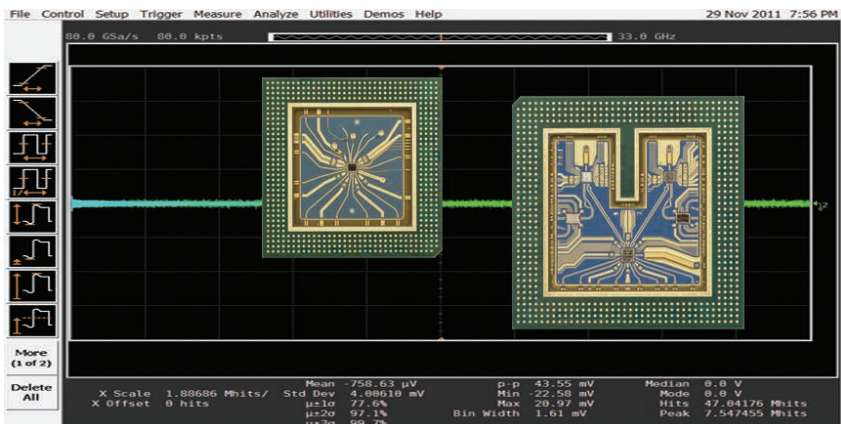 File Control Setup Trigger Measure Analyze Utilities Demos Help 29 Nov 2011 7:56 PM
80.0 GSa/s 80.0 kpts 33.0 GHz
More
(1 of 2)
Delete
All
Mean -758.63 µV p-p 43.55 mV Median 0.0 V
X Scale 1.88686 Mhits/ Std Dev 4.00610 mV Min -22.58 mV Mode 0.0 V
X Offset 0 hits µ±1σ 77.6% Max 20.97 mV Hits 47.04176 Mhits
µ±2σ 97.1% Bin Width 1.61 mV Peak 7.547455 Mhits
µ±3σ 99.7%